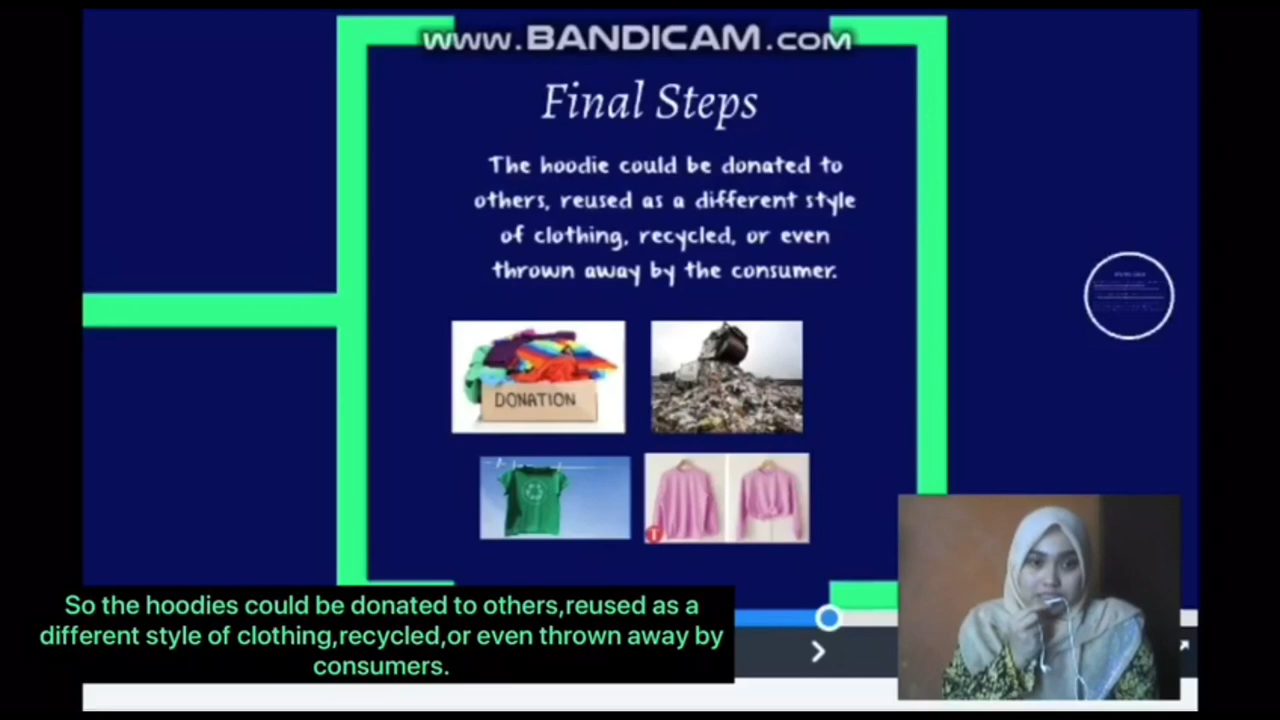 www.BANDICAM.com
Final Steps
The hoodie could be donated to
others, reused as a different style
of clothing, recycled, or even
thrown away by the consumer.
DONATION
So the hoodies could be donated to others,reused as a
different style of clothing,recycled,or even thrown away by
consumers.